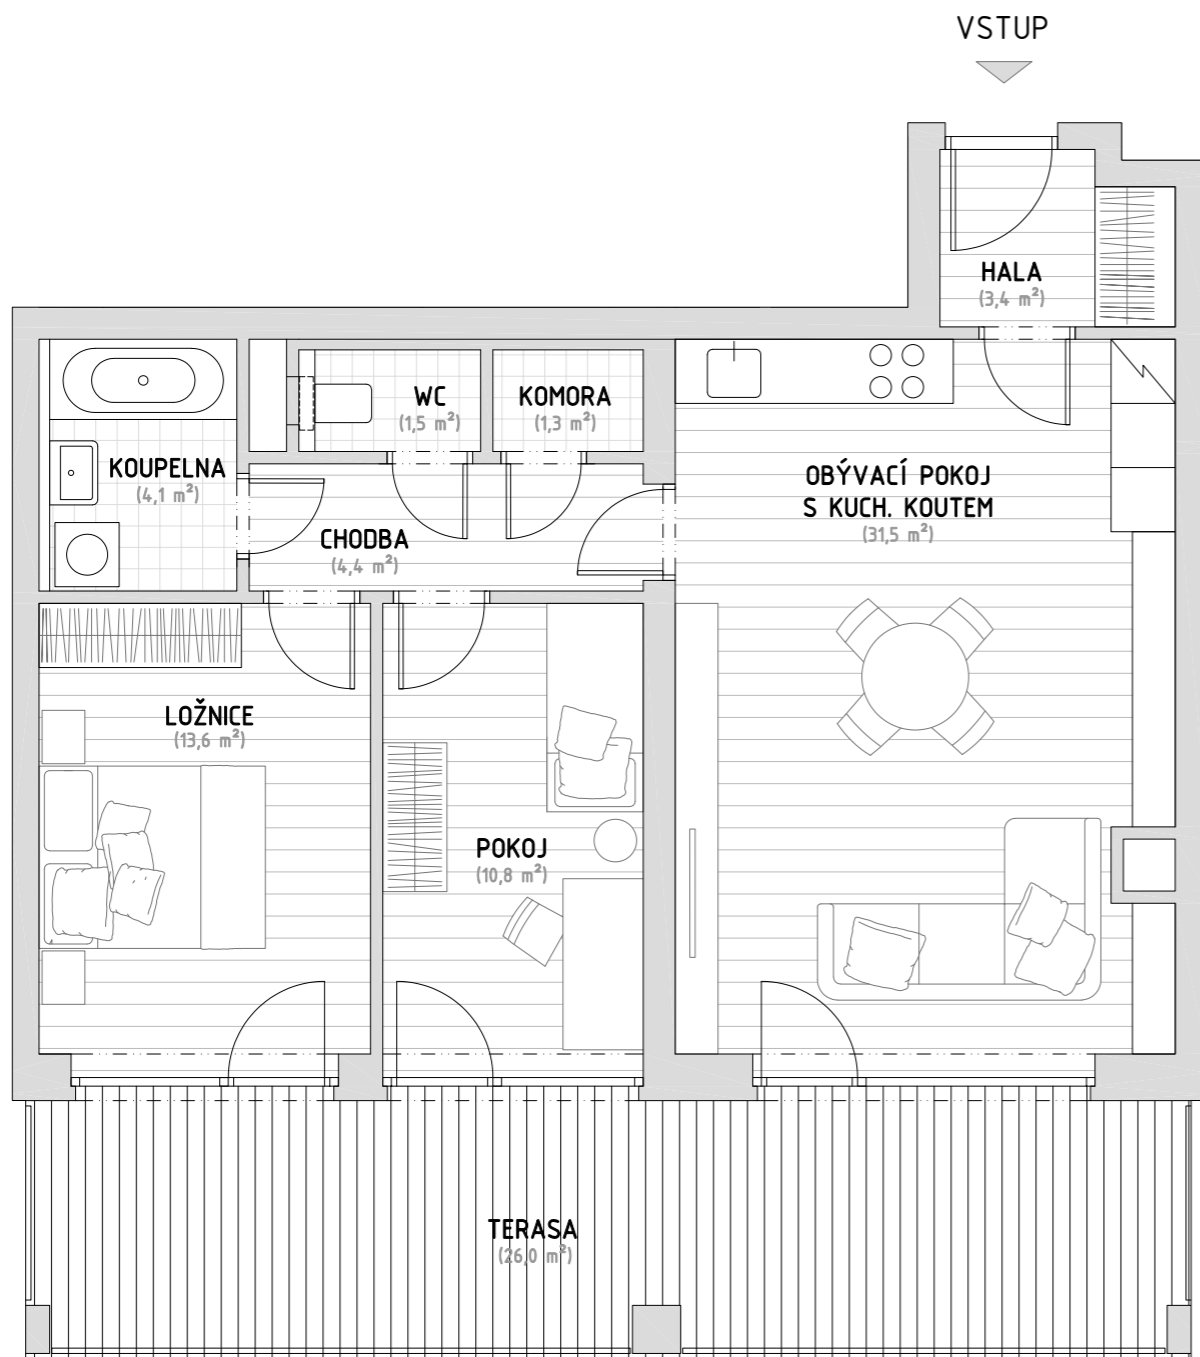 VSTUP
HALA
(3,4 m²)
WC
(1,5 m²)
KOMORA
(1,3 m²)
KOUPELNA
(4,1 m²)
OBÝVACÍ POKOJ
S KUCH. KOUTEM
(31,5 m²)
CHODBA
(4,4 m²)
LOŽNICE
(13,6 m²)
POKOJ
(10,8 m²)
TERASA
(26,0 m²)